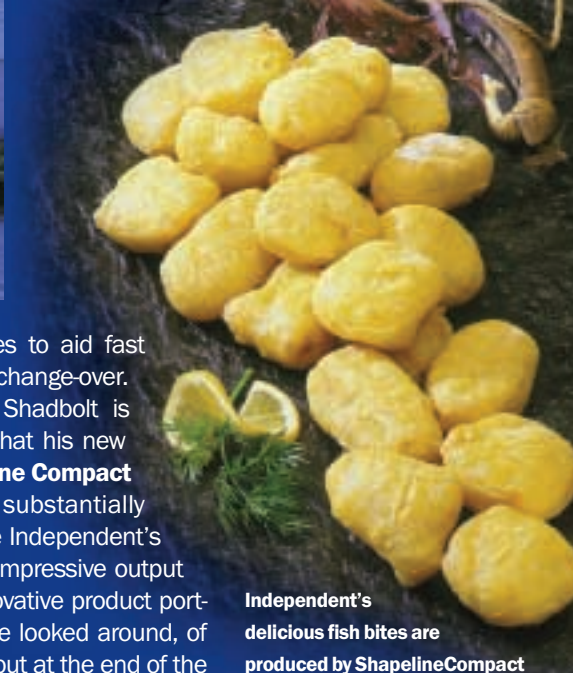 es to aid fast
change-over.
Shadbolt is
hat his new
ne Compact
substantially
e Independent's
mpressive output
ovative product port-
e looked around, of
out at the end of the
Independent's
delicious fish bites are
produced by ShapelineCompact